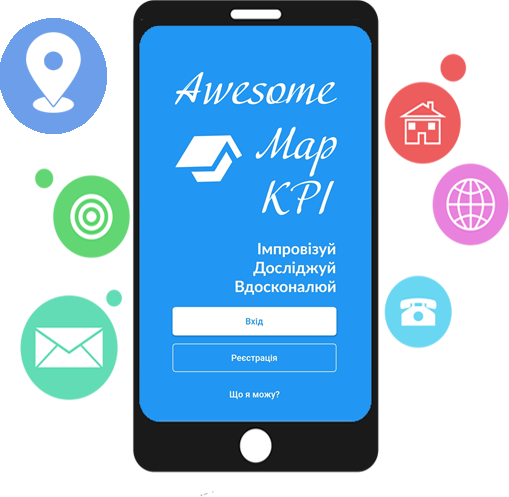 Awesome
Map
KPI
Імпровізуй
Досліджуй
Вдосконалюй
Вхід
Реєстрація
Що я можу?